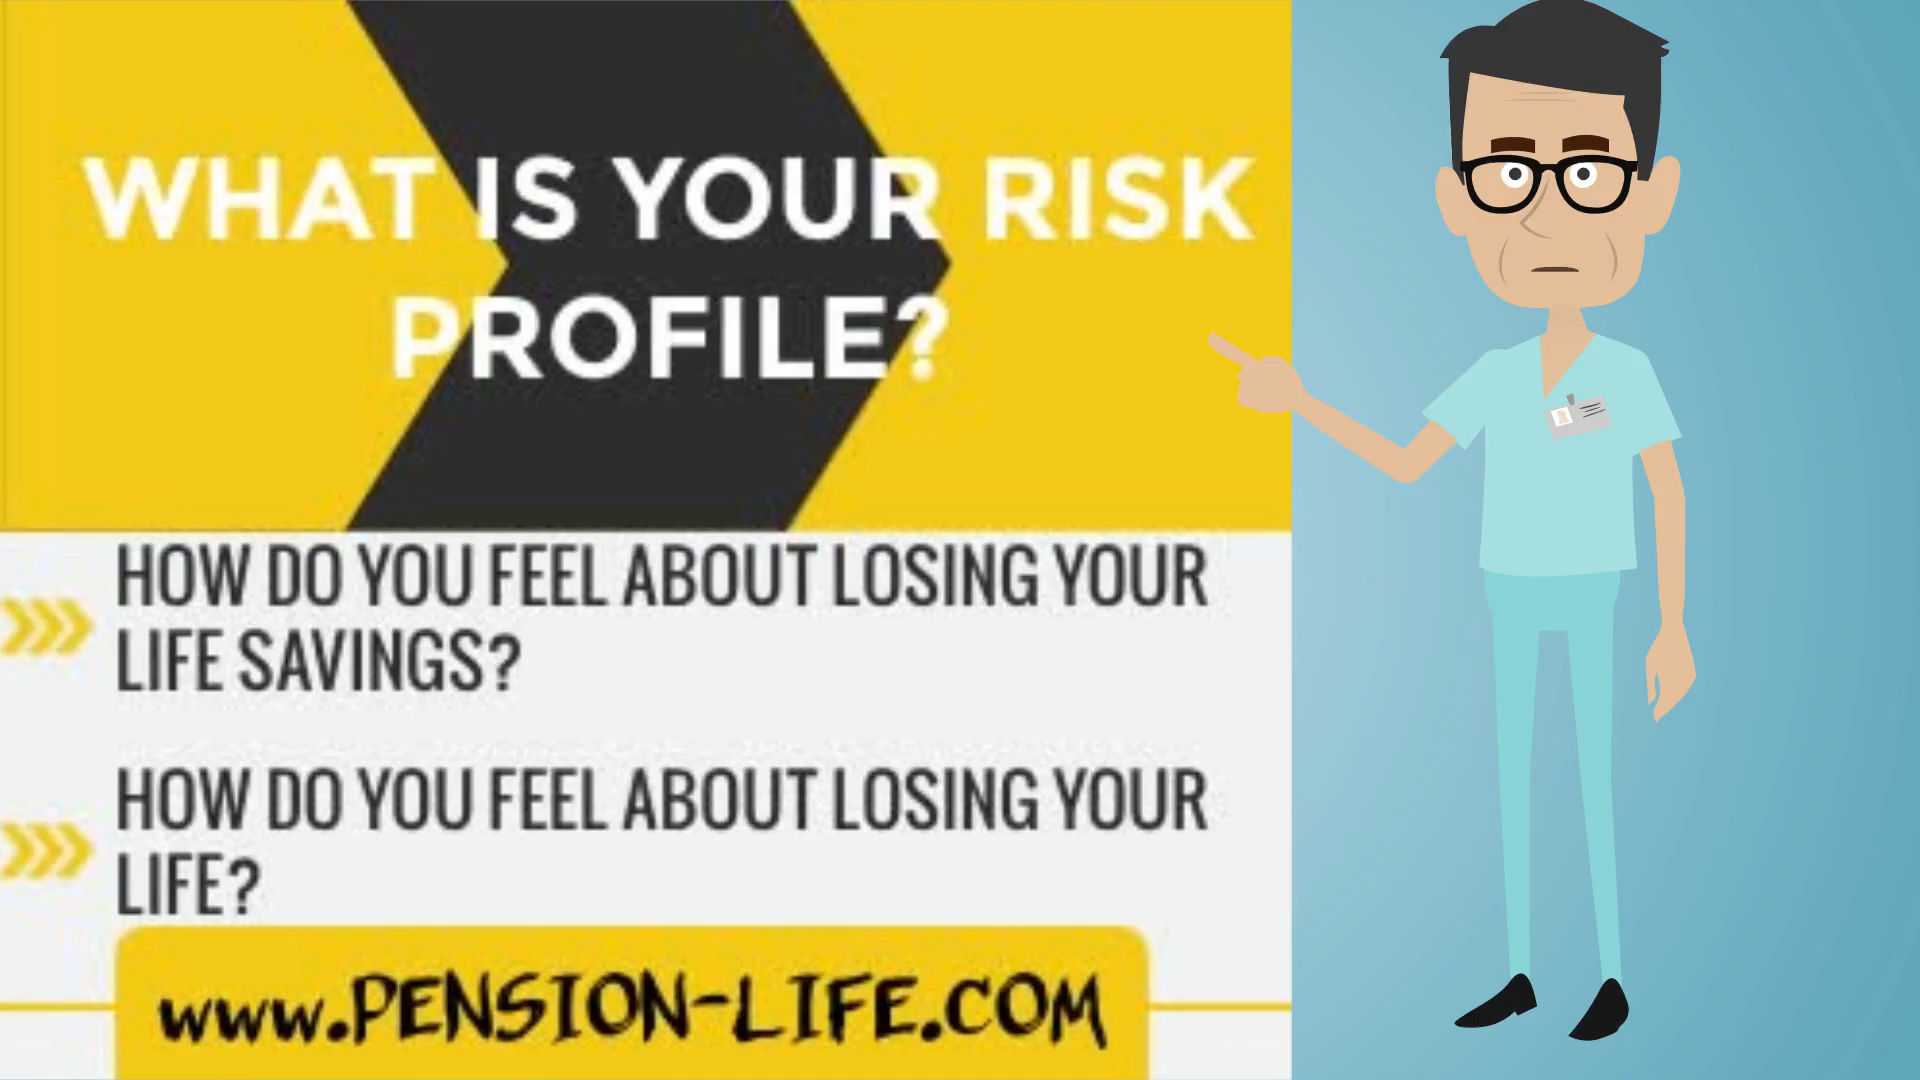 WHAT IS YOUR RISK
PROFILE?
HOW DO YOU FEEL ABOUT LOSING YOUR
LIFE SAVINGS?
HOW DO YOU FEEL ABOUT LOSING YOUR
LIFE?
www.PENSION-LIFE.COM